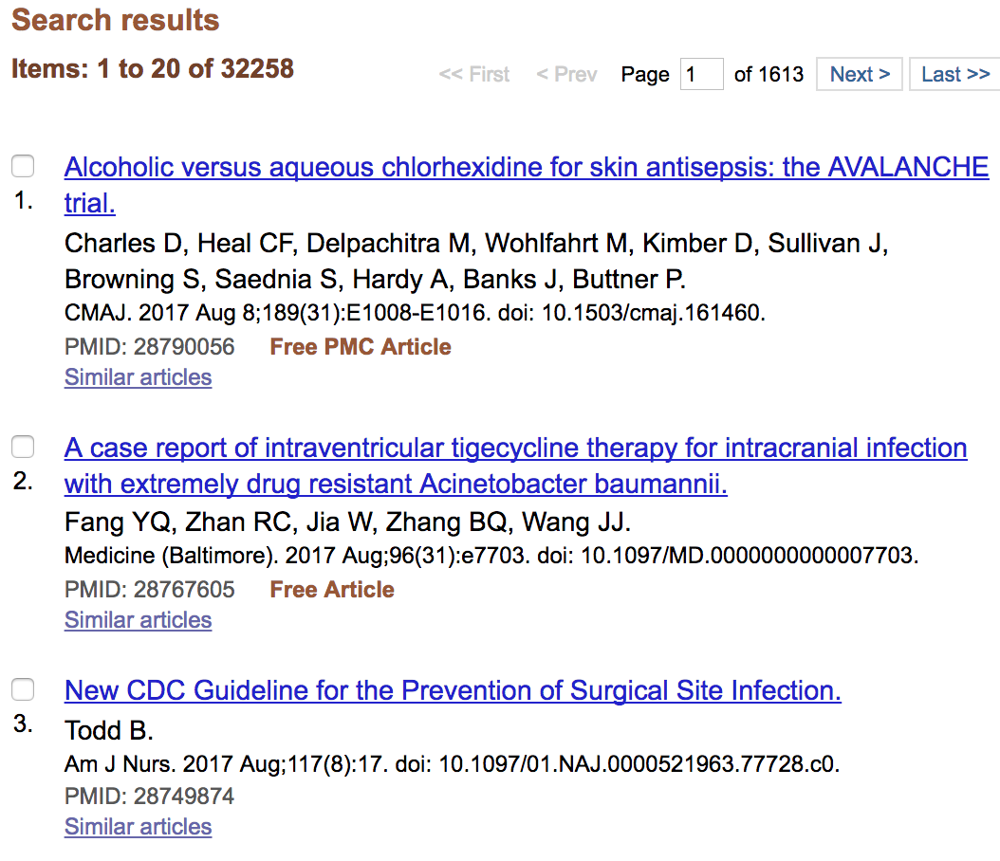 Search results
Items: 1 to 20 of 32258
<< First < Prev Page 1 of 1613 Next > Last >>
Alcoholic versus aqueous chlorhexidine for skin antisepsis: the AVALANCHE
1. trial.
Charles D, Heal CF, Delpachitra M, Wohlfahrt M, Kimber D, Sullivan J,
Browning S, Saednia S, Hardy A, Banks J, Buttner P.
CMAJ. 2017 Aug 8;189(31):E1008-E1016. doi: 10.1503/cmaj.161460.
PMID: 28790056 Free PMC Article
Similar articles
A case report of intraventricular tigecycline therapy for intracranial infection
2. with extremely drug resistant Acinetobacter baumannii.
Fang YQ, Zhan RC, Jia W, Zhang BQ, Wang JJ.
Medicine (Baltimore). 2017 Aug;96(31):e7703. doi: 10.1097/MD.0000000000007703.
PMID: 28767605 Free Article
Similar articles
New CDC Guideline for the Prevention of Surgical Site Infection.
3. Todd B.
Am J Nurs. 2017 Aug;117(8):17. doi: 10.1097/01.NAJ.0000521963.77728.c0.
PMID: 28749874
Similar articles